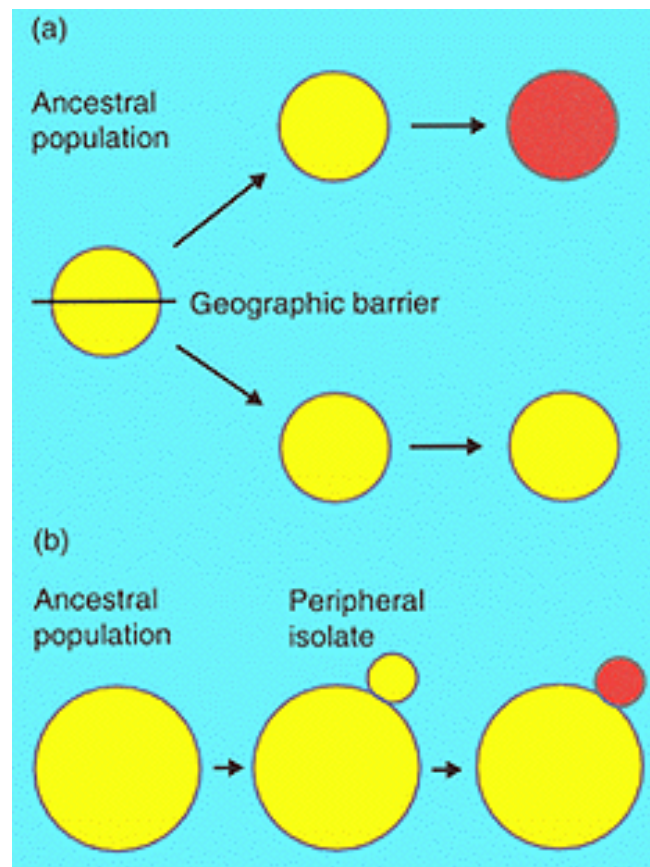 (a)
Ancestral
population
Geographic barrier
(b)
Ancestral
population
Peripheral
isolate